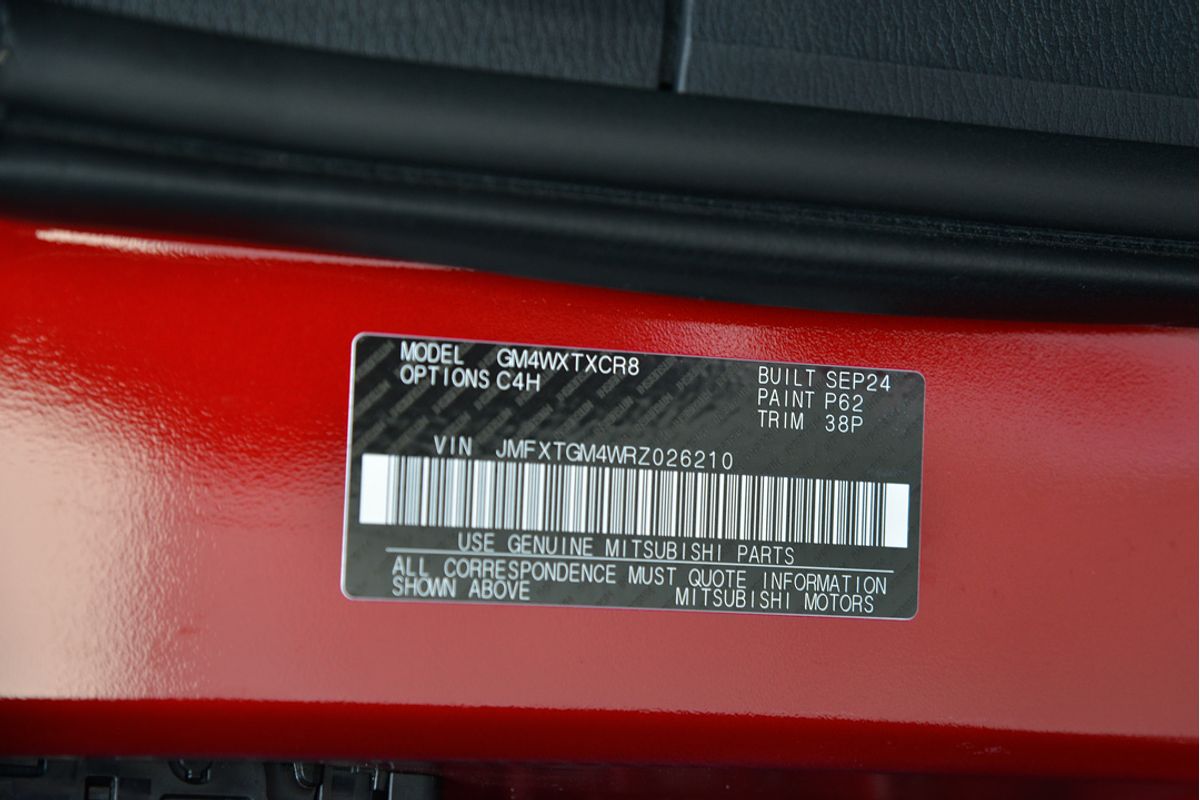 MODEL GM4WXTXCR8
OPTIONS C4H
BUILT SEP24
PAINT P62
TRIM 38P
VIN JMFXTGM4WRZ026210
USE GENUINE MITSUBISHI PARTS
ALL CORRESPONDENCE MUST QUOTE INFORMATION
SHOWN ABOVE MITSUBISHI MOTORS